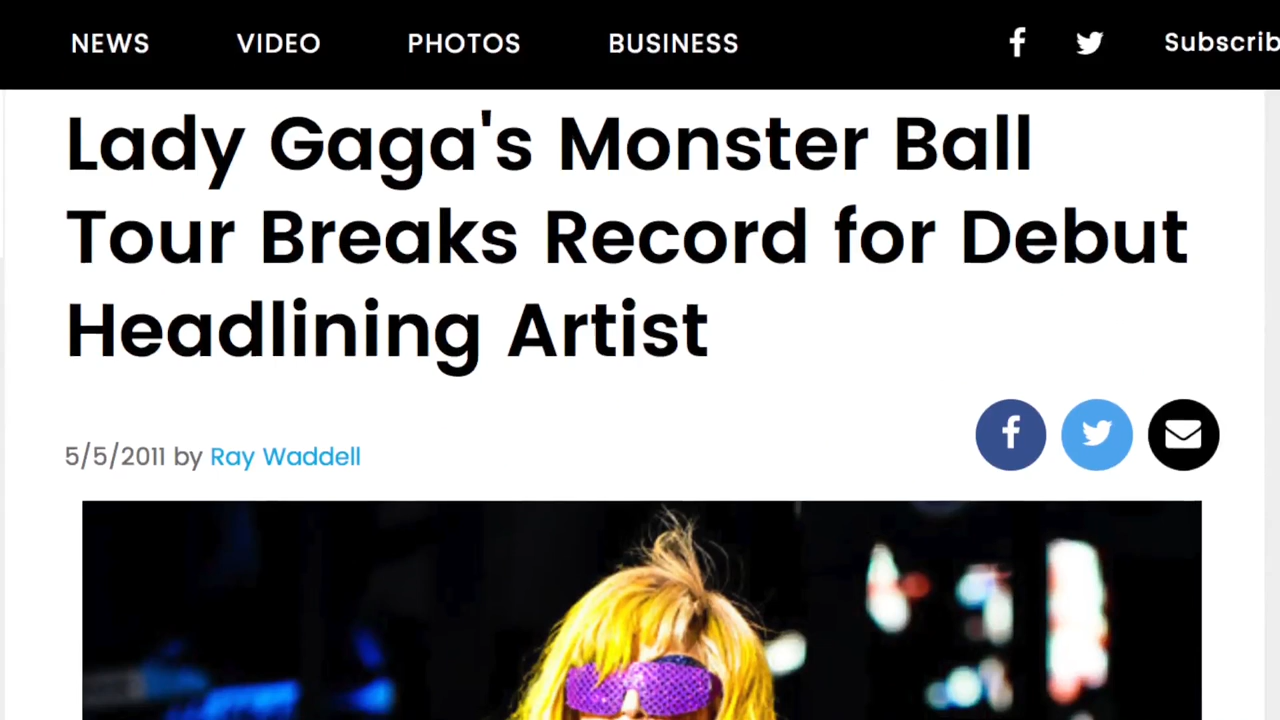 NEWS VIDEO PHOTOS BUSINESS Subscrib
Lady Gaga's Monster Ball
Tour Breaks Record for Debut
Headlining Artist
5/5/2011 by Ray Waddell